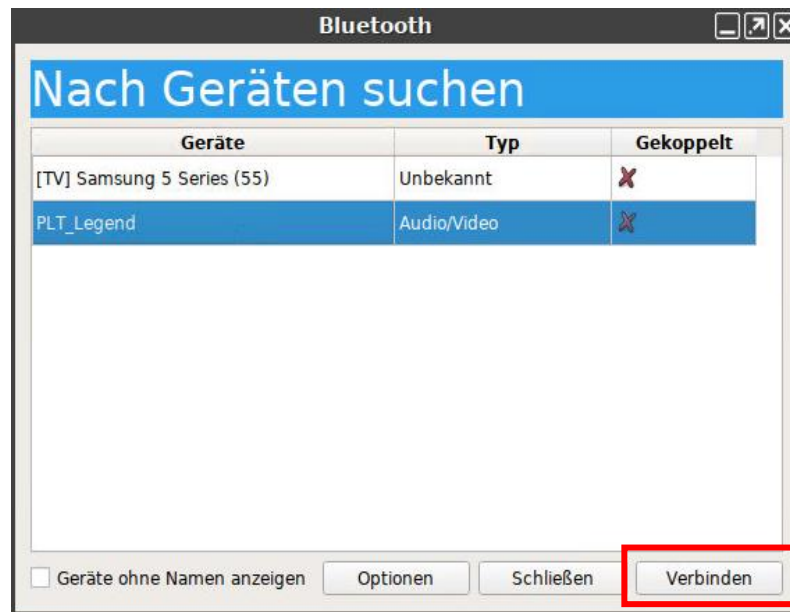 Bluetooth
Nach Geräten suchen
Geräte Typ Gekoppelt
[TV] Samsung 5 Series (55) Unbekannt
PLT_Legend Audio/Video
Geräte ohne Namen anzeigen Optionen Schließen Verbinden